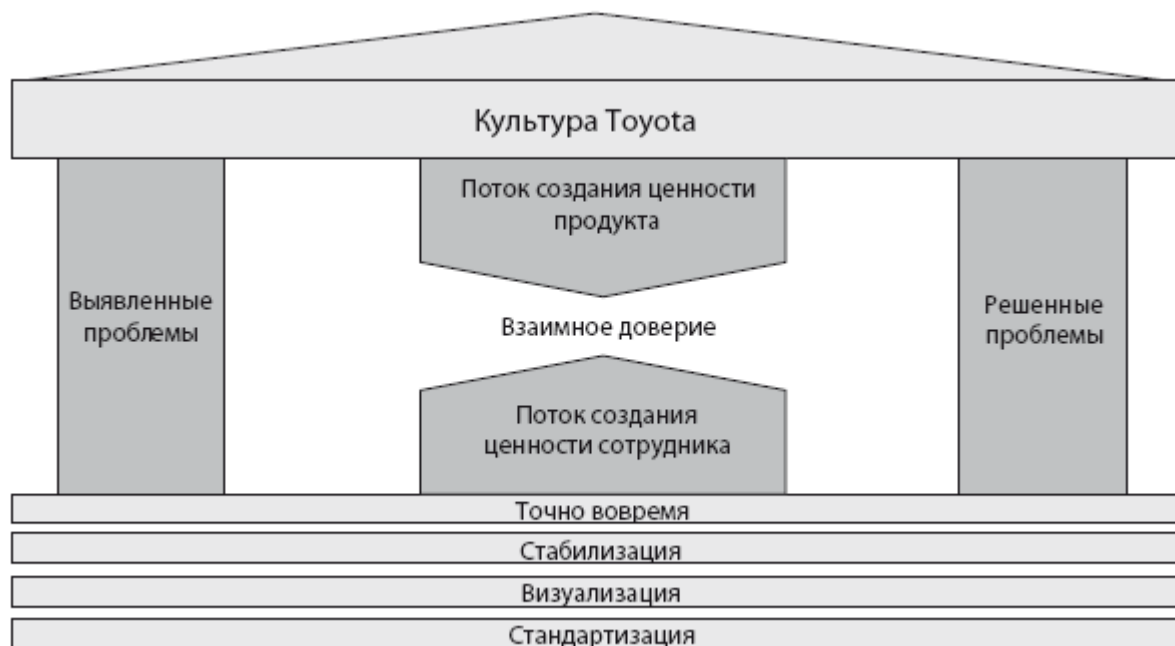 Культура Toyota
Поток создания ценности
продукта
Выявленные
проблемы
Взаимное доверие
Решенные
проблемы
Поток создания
ценности сотрудника
Точно вовремя
Стабилизация
Визуализация
Стандартизация